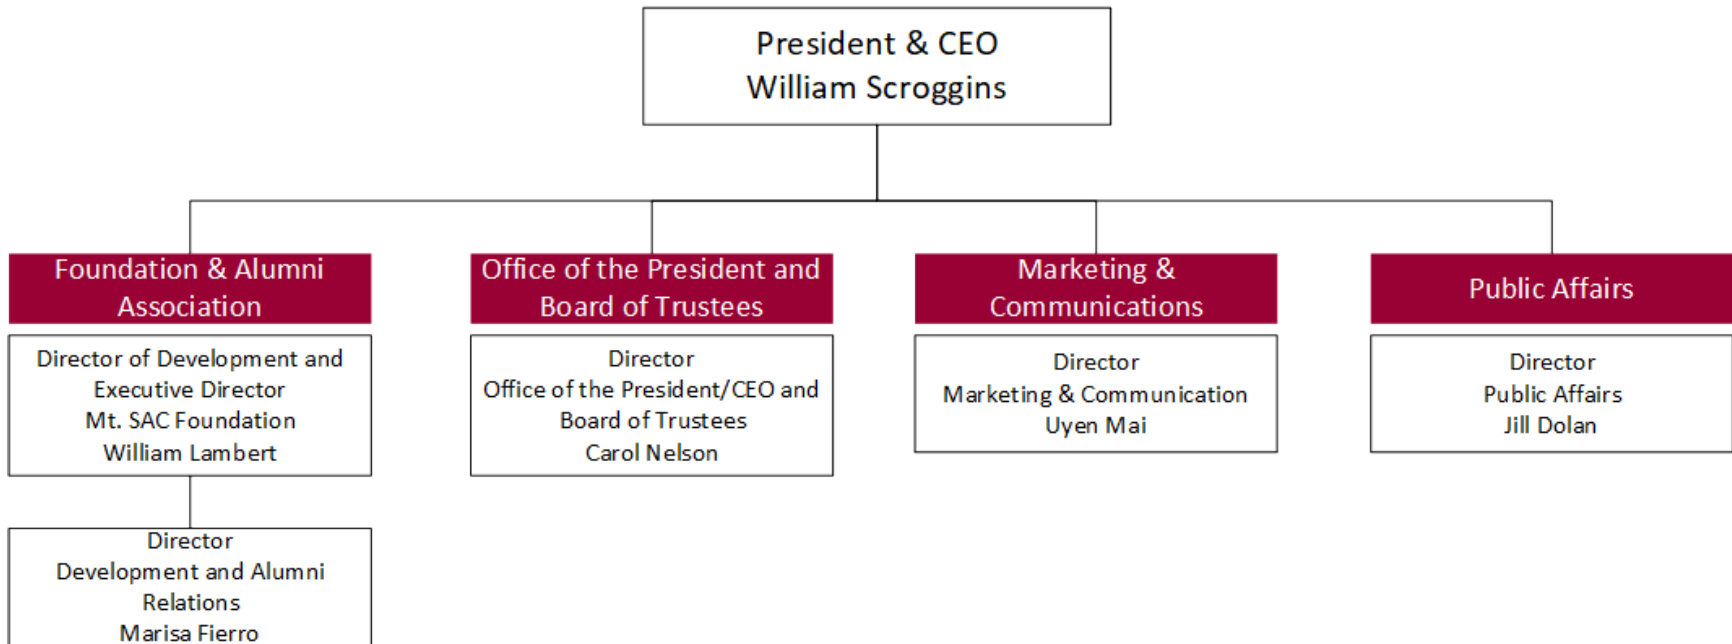 President & CEO
William Scroggins
Foundation & Alumni
Association
Office of the President and
Board of Trustees
Marketing &
Communications
Public Affairs
Director of Development and
Executive Director
Mt. SAC Foundation
William Lambert
Director
Office of the President/CEO and
Board of Trustees
Carol Nelson
Director
Marketing & Communication
Uyen Mai
Director
Public Affairs
Jill Dolan
Director
Development and Alumni
Relations
Marisa Fierro